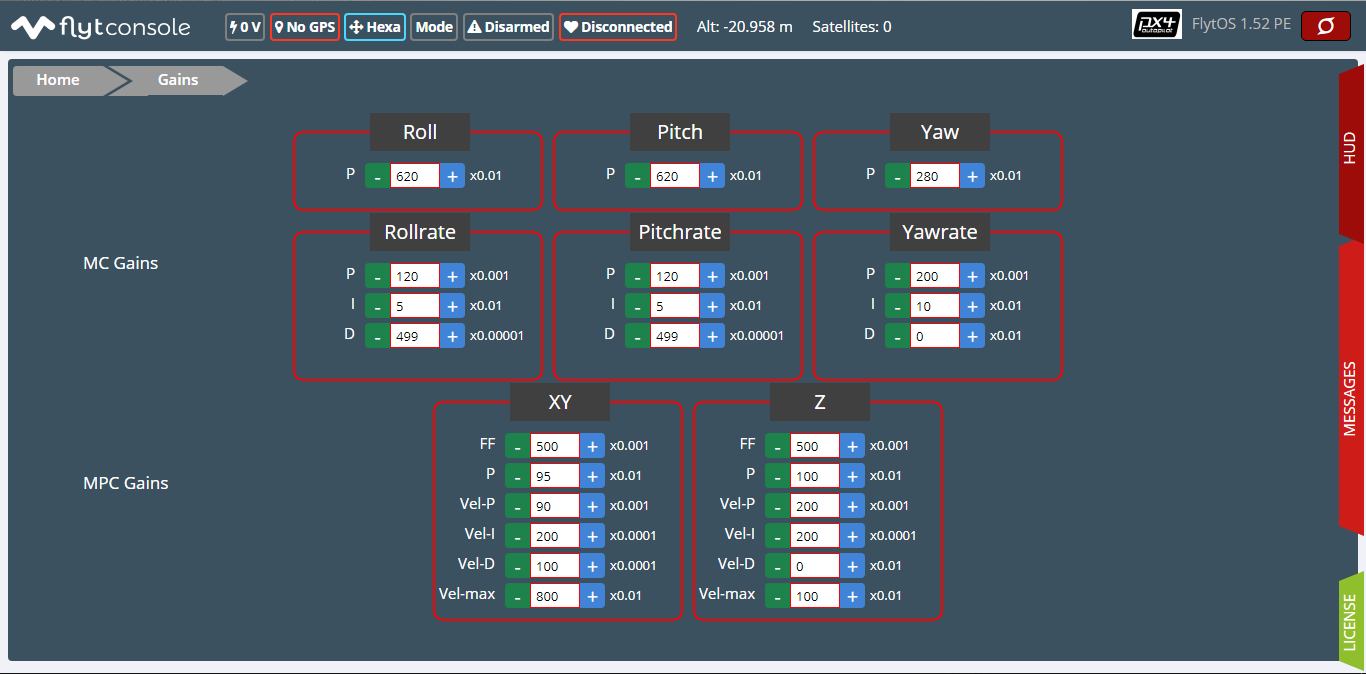 flytconsole 0 V No GPS Hexa Mode Disarmed Disconnected Alt: -20.958 m Satellites: 0 PX4 autopilot FlytOS 1.52 PE
Home Gains
HUD
MESSAGES
LICENSE
MC Gains
Roll
P - 620 + x0.01
Pitch
P - 620 + x0.01
Yaw
P - 280 + x0.01
Rollrate
P - 120 + x0.001
I - 5 + x0.01
D - 499 + x0.00001
Pitchrate
P - 120 + x0.001
I - 5 + x0.01
D - 499 + x0.00001
Yawrate
P - 200 + x0.001
I - 10 + x0.01
D - 0 + x0.01
MPC Gains
XY
FF - 500 + x0.001
P - 95 + x0.01
Vel-P - 90 + x0.001
Vel-I - 200 + x0.0001
Vel-D - 100 + x0.0001
Vel-max - 800 + x0.01
Z
FF - 500 + x0.001
P - 100 + x0.01
Vel-P - 200 + x0.001
Vel-I - 200 + x0.0001
Vel-D - 0 + x0.01
Vel-max - 100 + x0.01